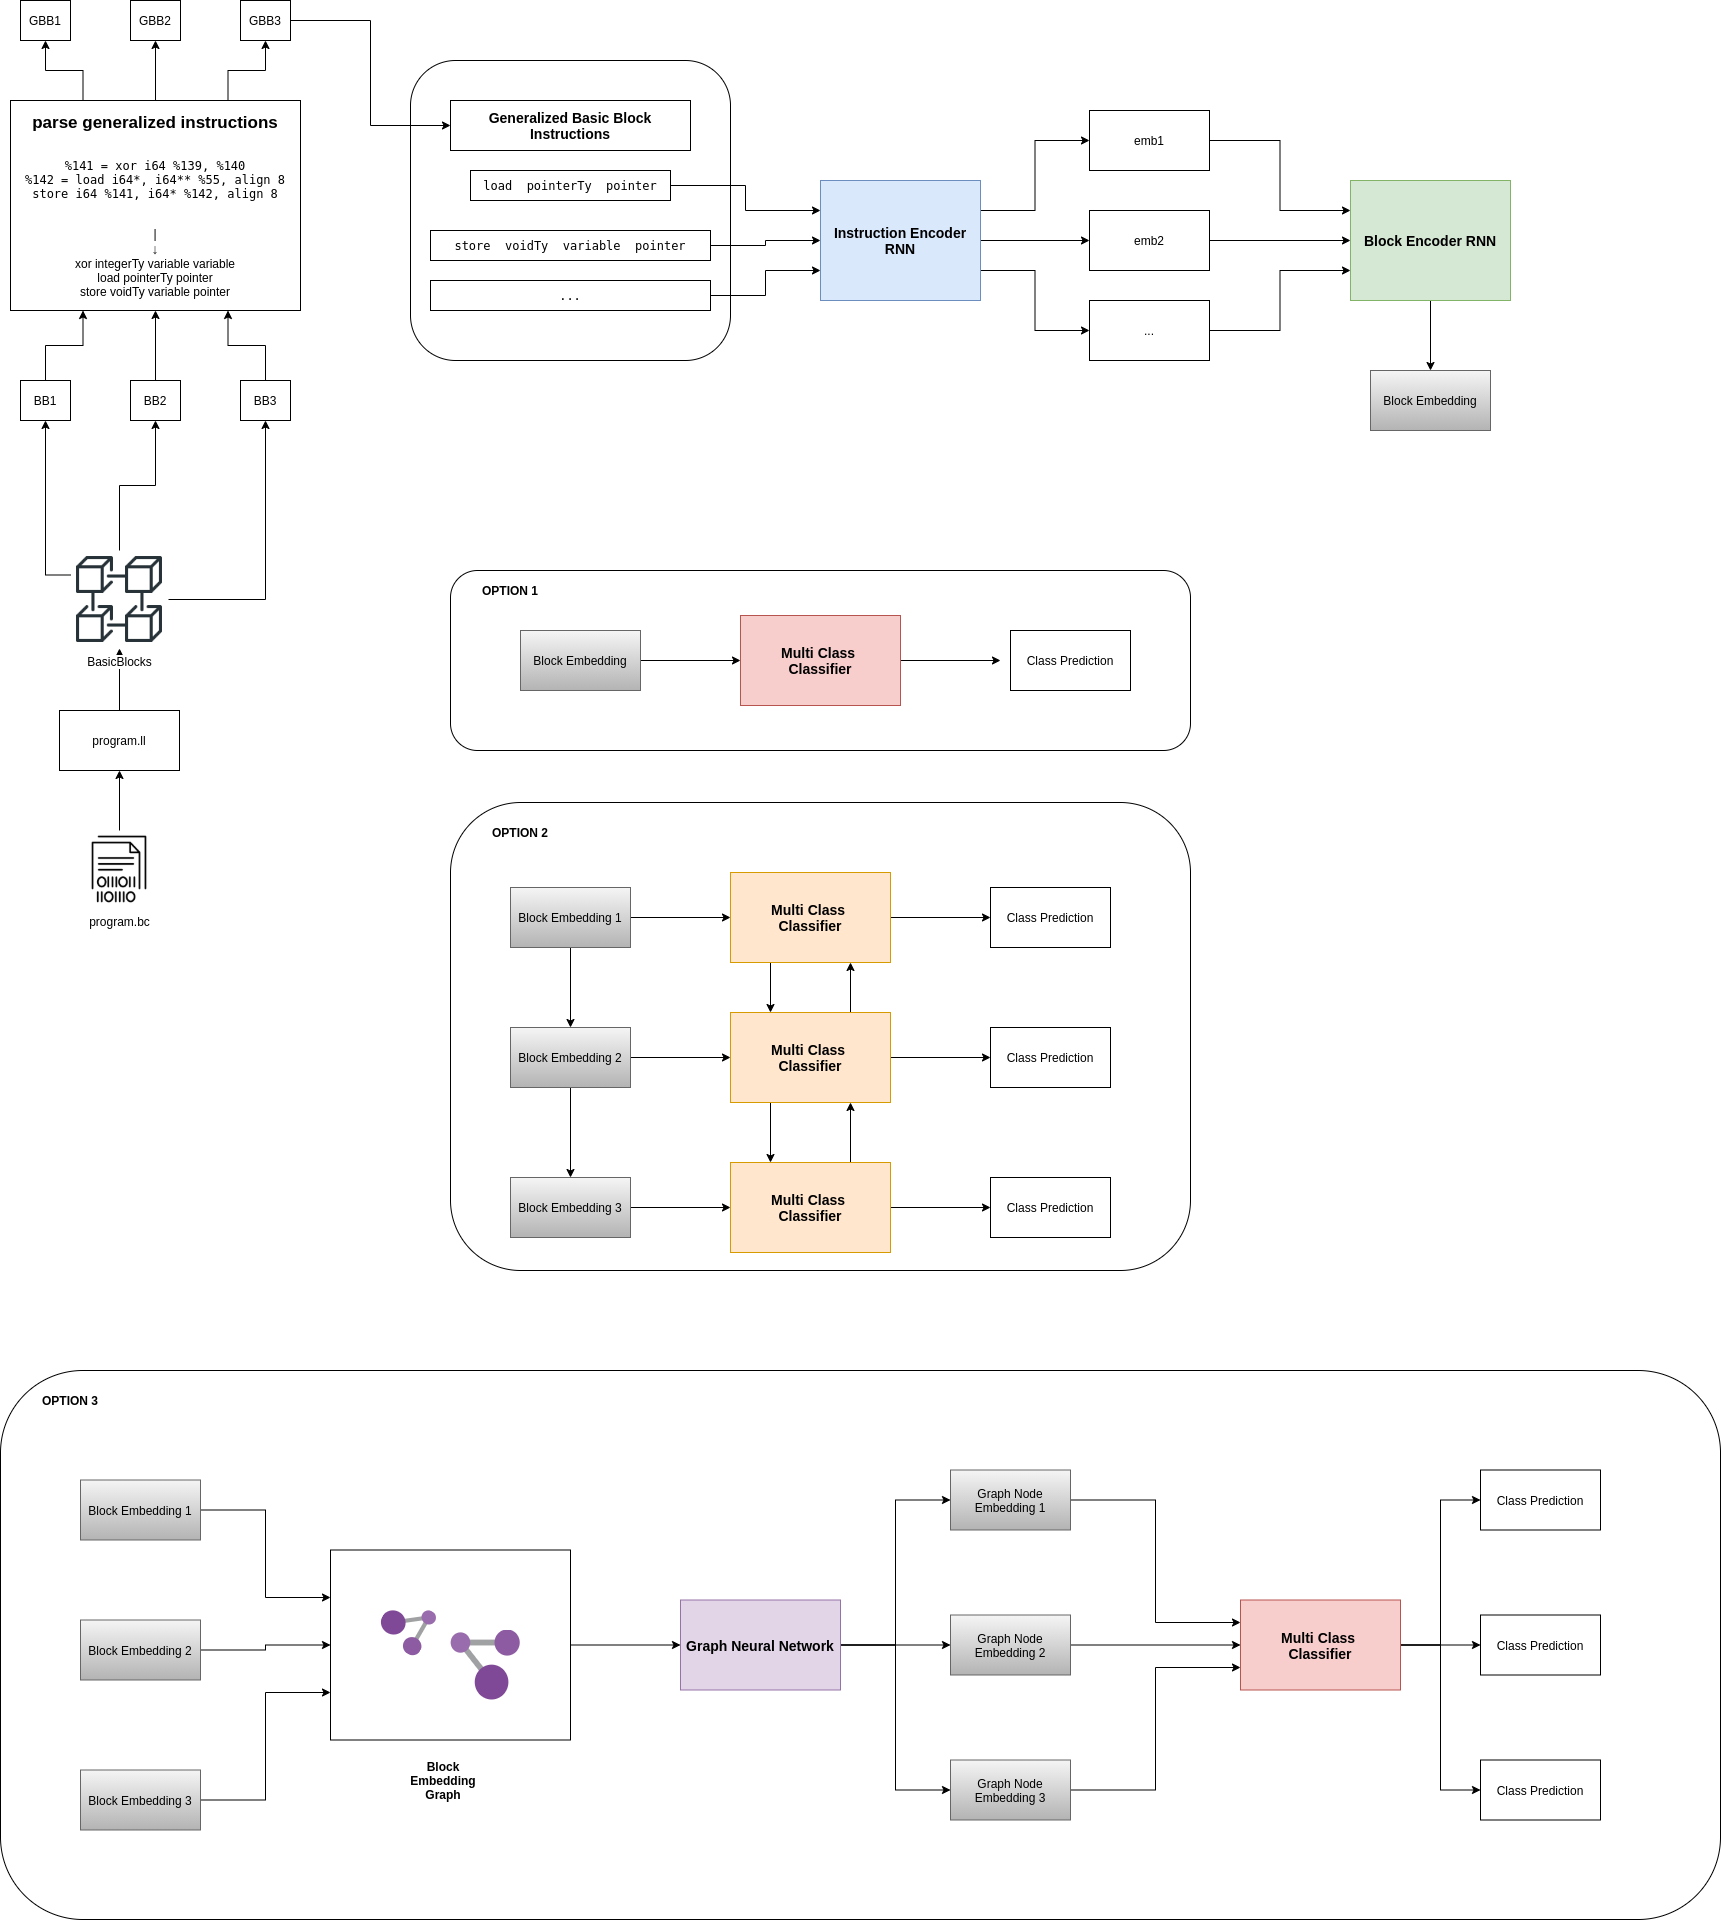 GBB1
GBB2
GBB3
parse generalized instructions
%141 = xor i64 %139, %140
%142 = load i64*, i64** %55, align 8
store i64 %141, i64* %142, align 8
|
↓
xor integerTy variable variable
load pointerTy pointer
store voidTy variable pointer
BB1
BB2
BB3
BasicBlocks
program.ll
program.bc
Generalized Basic Block
Instructions
load pointerTy pointer
store voidTy variable pointer
...
Instruction Encoder
RNN
emb1
emb2
...
Block Encoder RNN
Block Embedding
OPTION 1
Block Embedding
Multi Class
Classifier
Class Prediction
OPTION 2
Block Embedding 1
Multi Class
Classifier
Class Prediction
Block Embedding 2
Multi Class
Classifier
Class Prediction
Block Embedding 3
Multi Class
Classifier
Class Prediction
OPTION 3
Block Embedding 1
Block Embedding 2
Block Embedding 3
Block
Embedding
Graph
Graph Neural Network
Graph Node
Embedding 1
Graph Node
Embedding 2
Graph Node
Embedding 3
Multi Class
Classifier
Class Prediction
Class Prediction
Class Prediction